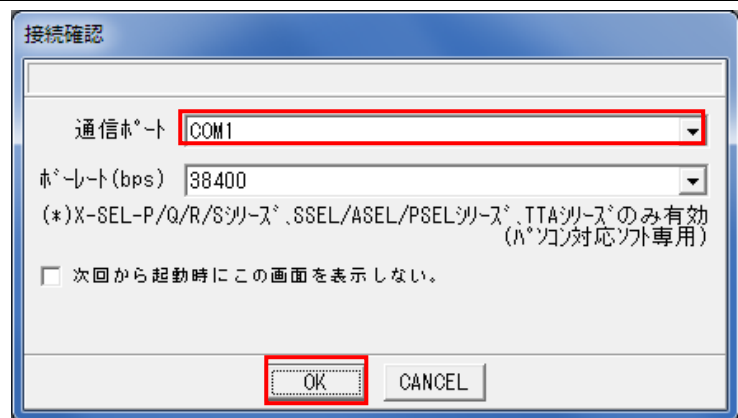 接続確認
通信ﾎﾟｰﾄ COM1
ﾎﾞｰﾚｰﾄ(bps) 38400
(*)X-SEL-P/Q/R/Sｼﾘｰｽﾞ、SSEL/ASEL/PSELｼﾘｰｽﾞ、TTAｼﾘｰｽﾞのみ有効
(ﾊﾟｿｺﾝ対応ｿﾌﾄ専用)
次回から起動時にこの画面を表示しない。
OK CANCEL